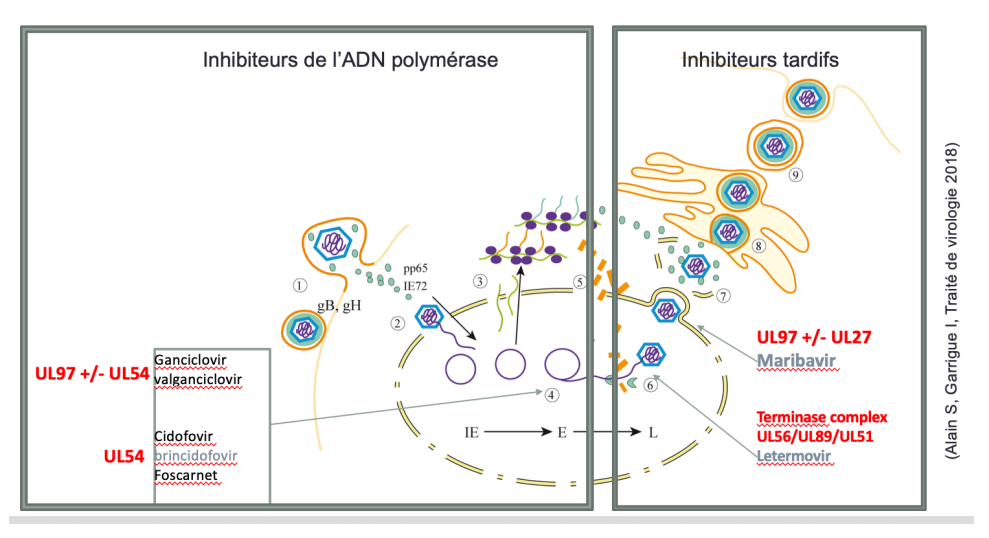 Inhibiteurs de l'ADN polymérase
Inhibiteurs tardifs
⑨
⑧
⑦
①
gB, gH
pp65
IE72
②
③
⑤
⑥
④
IE E L
UL97 +/- UL54
Ganciclovir
valganciclovir
UL54
Cidofovir
brincidofovir
Foscarnet
UL97 +/- UL27
Maribavir
Terminase complex
UL56/UL89/UL51
Letermovir
(Alain S, Garrigue I, Traité de virologie 2018)